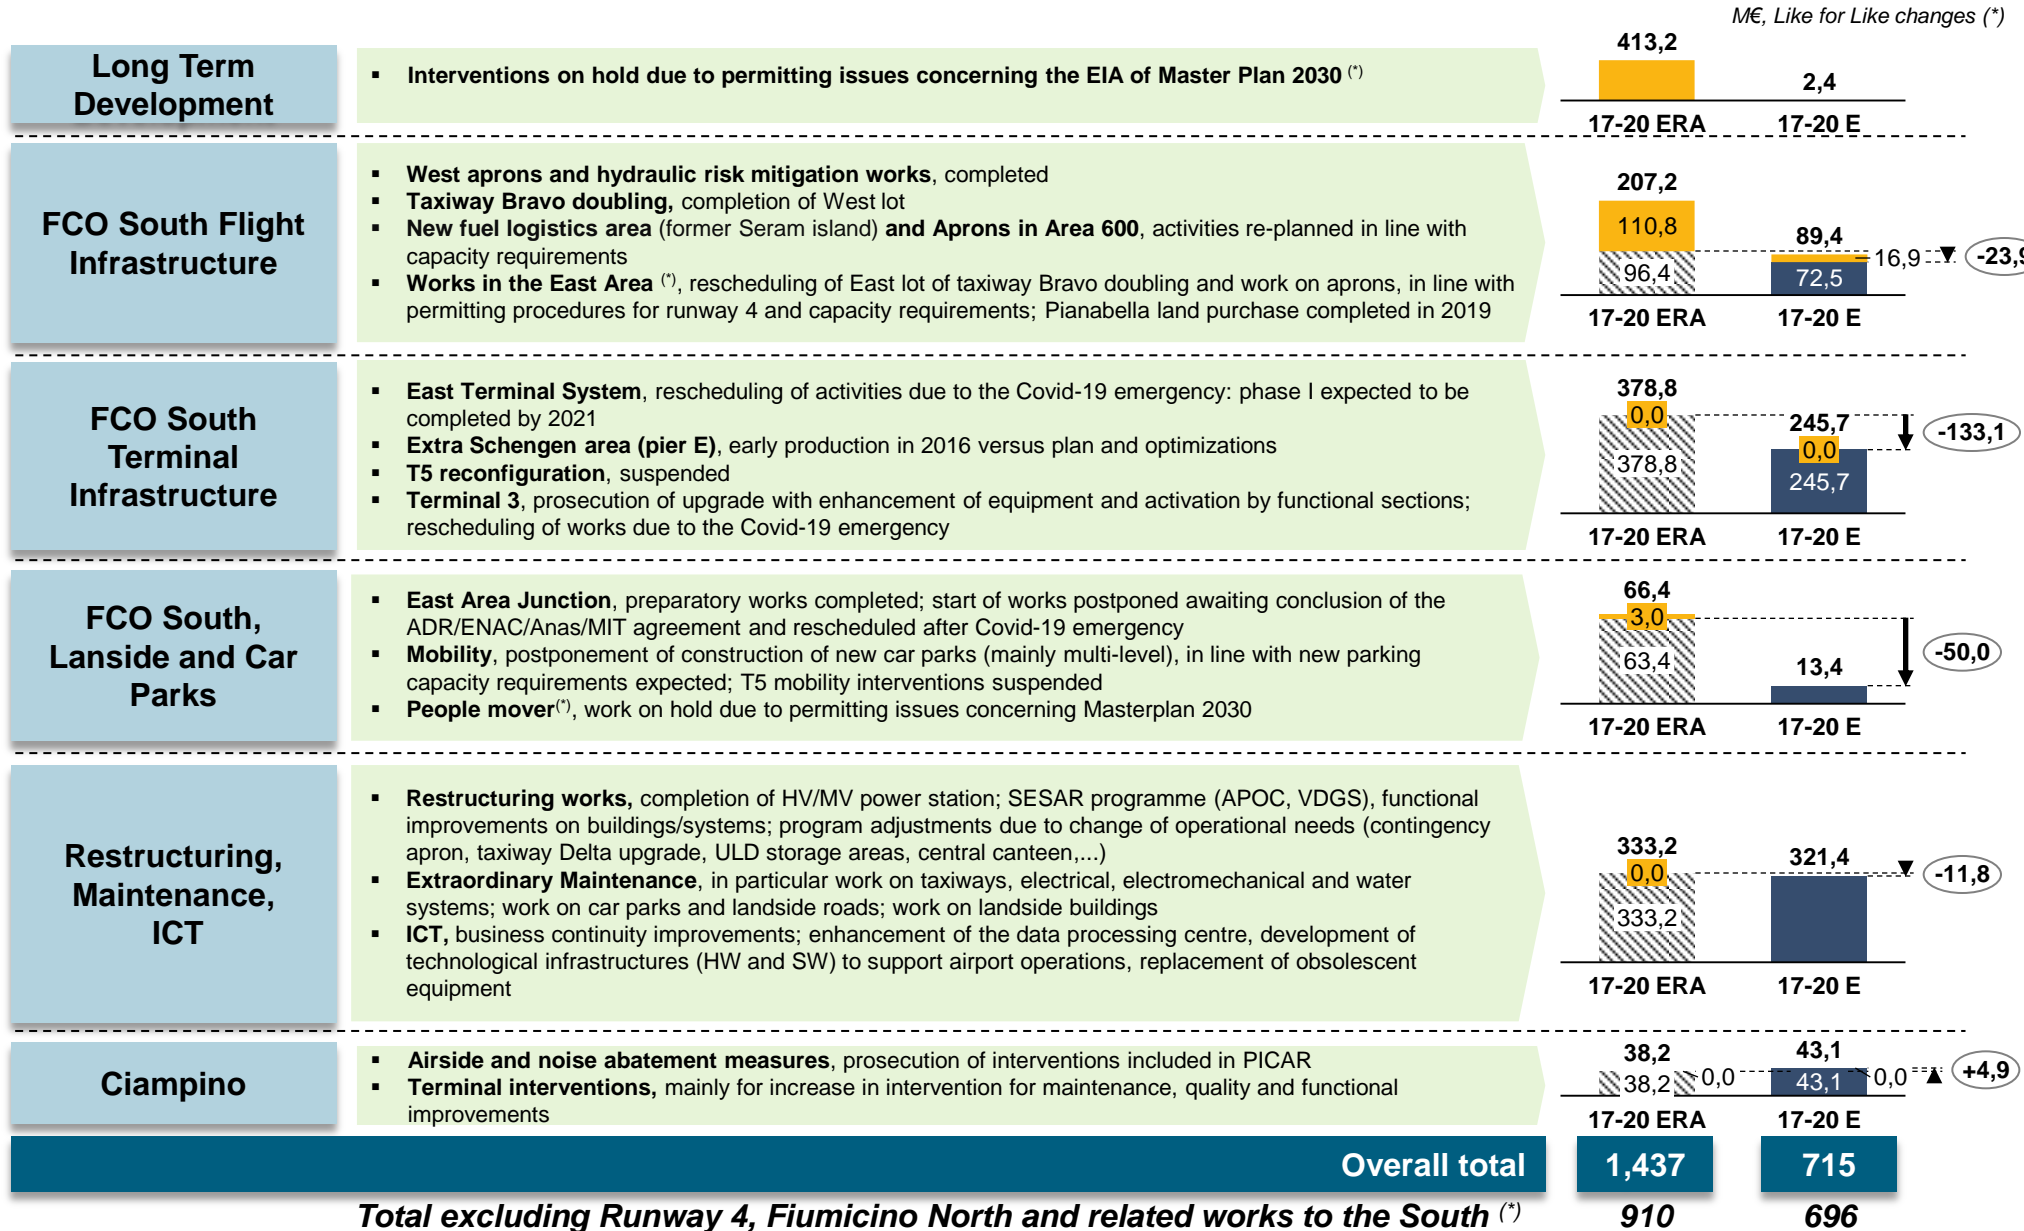 M€, Like for Like changes (*)
Long Term
Development
▪ Interventions on hold due to permitting issues concerning the EIA of Master Plan 2030 (*)
413,2
2,4
17-20 ERA 17-20 E
FCO South Flight
Infrastructure
▪ West aprons and hydraulic risk mitigation works, completed
▪ Taxiway Bravo doubling, completion of West lot
▪ New fuel logistics area (former Seram island) and Aprons in Area 600, activities re-planned in line with
capacity requirements
▪ Works in the East Area (*), rescheduling of East lot of taxiway Bravo doubling and work on aprons, in line with
permitting procedures for runway 4 and capacity requirements; Pianabella land purchase completed in 2019
207,2
110,8
96,4
89,4
16,9
72,5
-23,9
17-20 ERA 17-20 E
FCO South
Terminal
Infrastructure
▪ East Terminal System, rescheduling of activities due to the Covid-19 emergency: phase I expected to be
completed by 2021
▪ Extra Schengen area (pier E), early production in 2016 versus plan and optimizations
▪ T5 reconfiguration, suspended
▪ Terminal 3, prosecution of upgrade with enhancement of equipment and activation by functional sections;
rescheduling of works due to the Covid-19 emergency
378,8
0,0
378,8
245,7
0,0
245,7
-133,1
17-20 ERA 17-20 E
FCO South,
Lanside and Car
Parks
▪ East Area Junction, preparatory works completed; start of works postponed awaiting conclusion of the
ADR/ENAC/Anas/MIT agreement and rescheduled after Covid-19 emergency
▪ Mobility, postponement of construction of new car parks (mainly multi-level), in line with new parking
capacity requirements expected; T5 mobility interventions suspended
▪ People mover(*), work on hold due to permitting issues concerning Masterplan 2030
66,4
3,0
63,4
13,4
-50,0
17-20 ERA 17-20 E
Restructuring,
Maintenance,
ICT
▪ Restructuring works, completion of HV/MV power station; SESAR programme (APOC, VDGS), functional
improvements on buildings/systems; program adjustments due to change of operational needs (contingency
apron, taxiway Delta upgrade, ULD storage areas, central canteen,...)
▪ Extraordinary Maintenance, in particular work on taxiways, electrical, electromechanical and water
systems; work on car parks and landside roads; work on landside buildings
▪ ICT, business continuity improvements; enhancement of the data processing centre, development of
technological infrastructures (HW and SW) to support airport operations, replacement of obsolescent
equipment
333,2
0,0
333,2
321,4
-11,8
17-20 ERA 17-20 E
Ciampino
▪ Airside and noise abatement measures, prosecution of interventions included in PICAR
▪ Terminal interventions, mainly for increase in intervention for maintenance, quality and functional
improvements
38,2
38,2
0,0
43,1
43,1
0,0
+4,9
17-20 ERA 17-20 E
Overall total 1,437 715
Total excluding Runway 4, Fiumicino North and related works to the South (*) 910 696